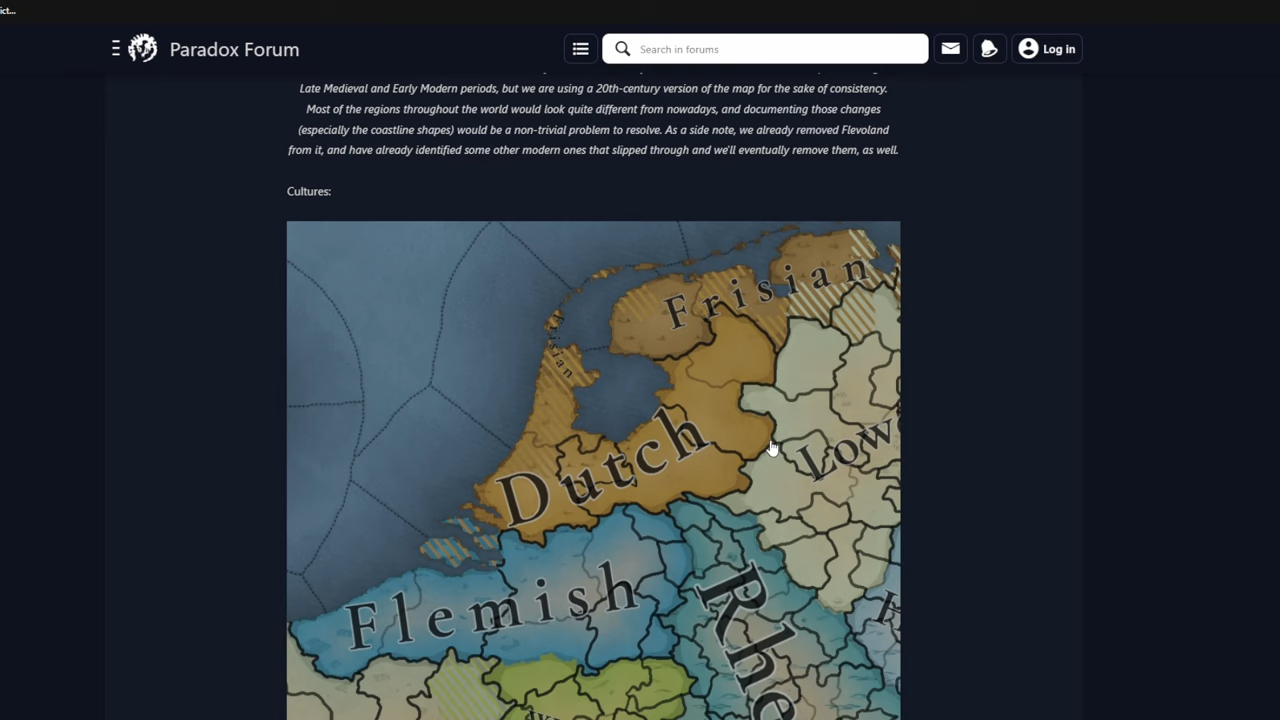 ict...
Paradox Forum
Search in forums
Log in
Late Medieval and Early Modern periods, but we are using a 20th-century version of the map for the sake of consistency.
Most of the regions throughout the world would look quite different from nowadays, and documenting those changes
(especially the coastline shapes) would be a non-trivial problem to resolve. As a side note, we already removed Flevoland
from it, and have already identified some other modern ones that slipped through and we'll eventually remove them, as well.
Cultures:
Frisian
sian
Dutch
Low
Flemish
Rhe